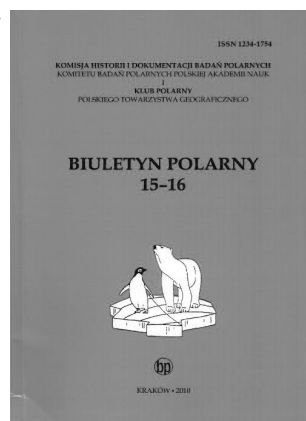 ISSN 1234-1754
KOMISJA HISTORII I DOKUMENTACJI BADAŃ POLARNYCH
KOMITETU BADAŃ POLARNYCH POLSKIEJ AKADEMII NAUK
I
KLUB POLARNY
POLSKIEGO TOWARZYSTWA GEOGRAFICZNEGO
BIULETYN POLARNY
15–16
bp
KRAKÓW • 2010